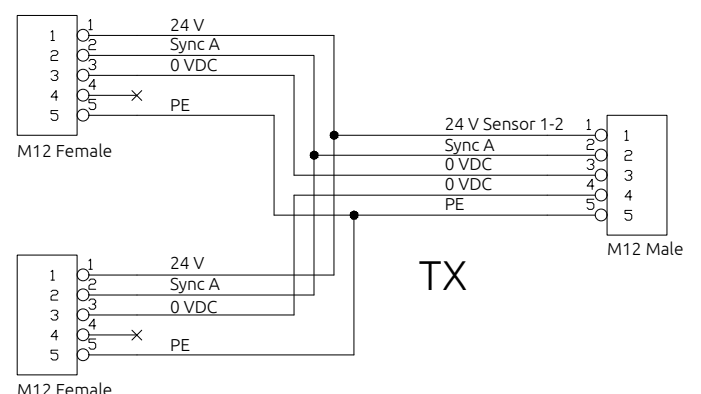 1 1 24 V
2 2 Sync A
3 3 0 VDC
4 4
5 5 PE
M12 Female
24 V Sensor 1-2 1 1
Sync A 2 2
0 VDC 3 3
0 VDC 4 4
PE 5 5
M12 Male
TX
1 1 24 V
2 2 Sync A
3 3 0 VDC
4 4
5 5 PE
M12 Female